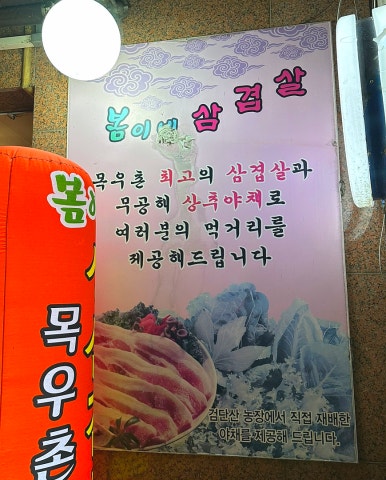 봄이네 삼겹살
목우촌 최고의 삼겹살과
무공해 상추야채로
여러분의 먹거리를
제공해드립니다
검단산 농장에서 직접 재배한
야채를 제공해 드립니다.
봄이
목우촌